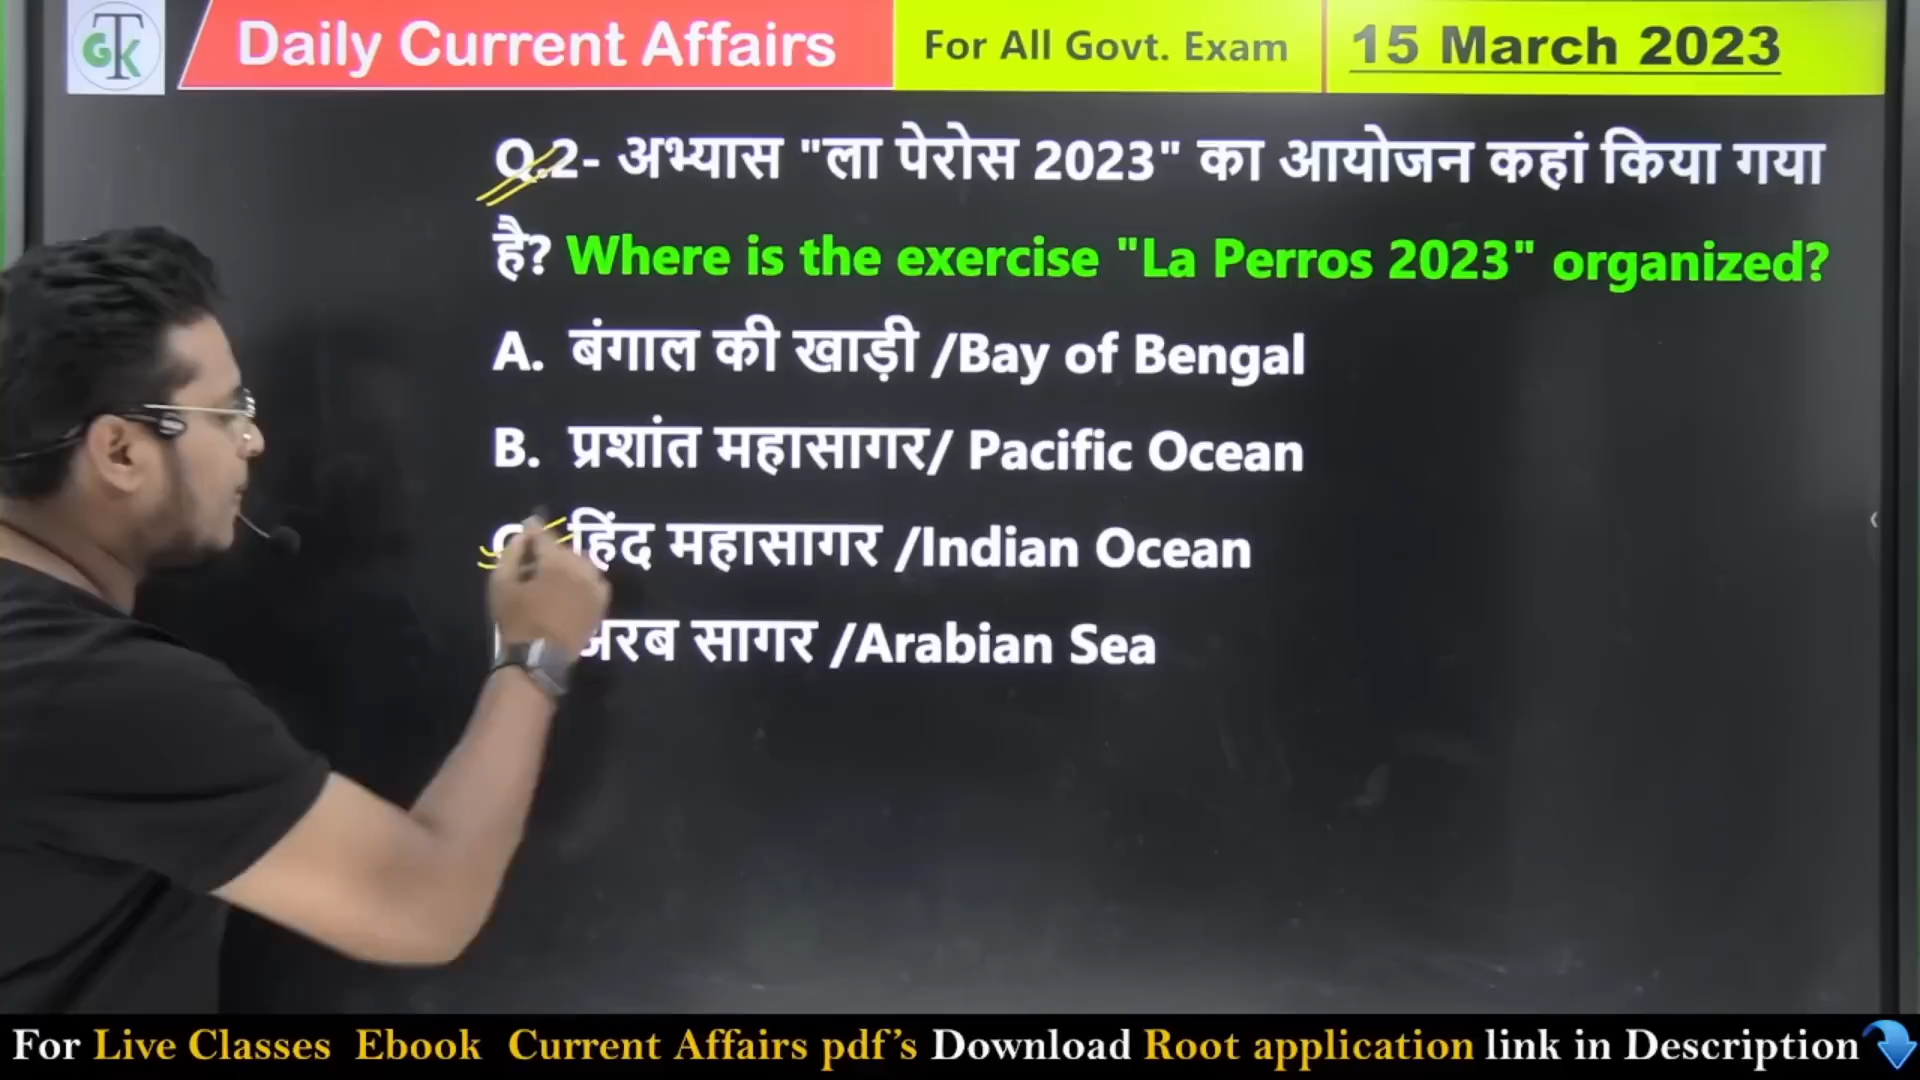 T
GK
Daily Current Affairs
For All Govt. Exam
15 March 2023
Q.2- अभ्यास "ला पेरोस 2023" का आयोजन कहां किया गया
है? Where is the exercise "La Perros 2023" organized?
A. बंगाल की खाड़ी /Bay of Bengal
B. प्रशांत महासागर/ Pacific Ocean
C. हिंद महासागर /Indian Ocean
अरब सागर /Arabian Sea
For Live Classes Ebook Current Affairs pdf's Download Root application link in Description